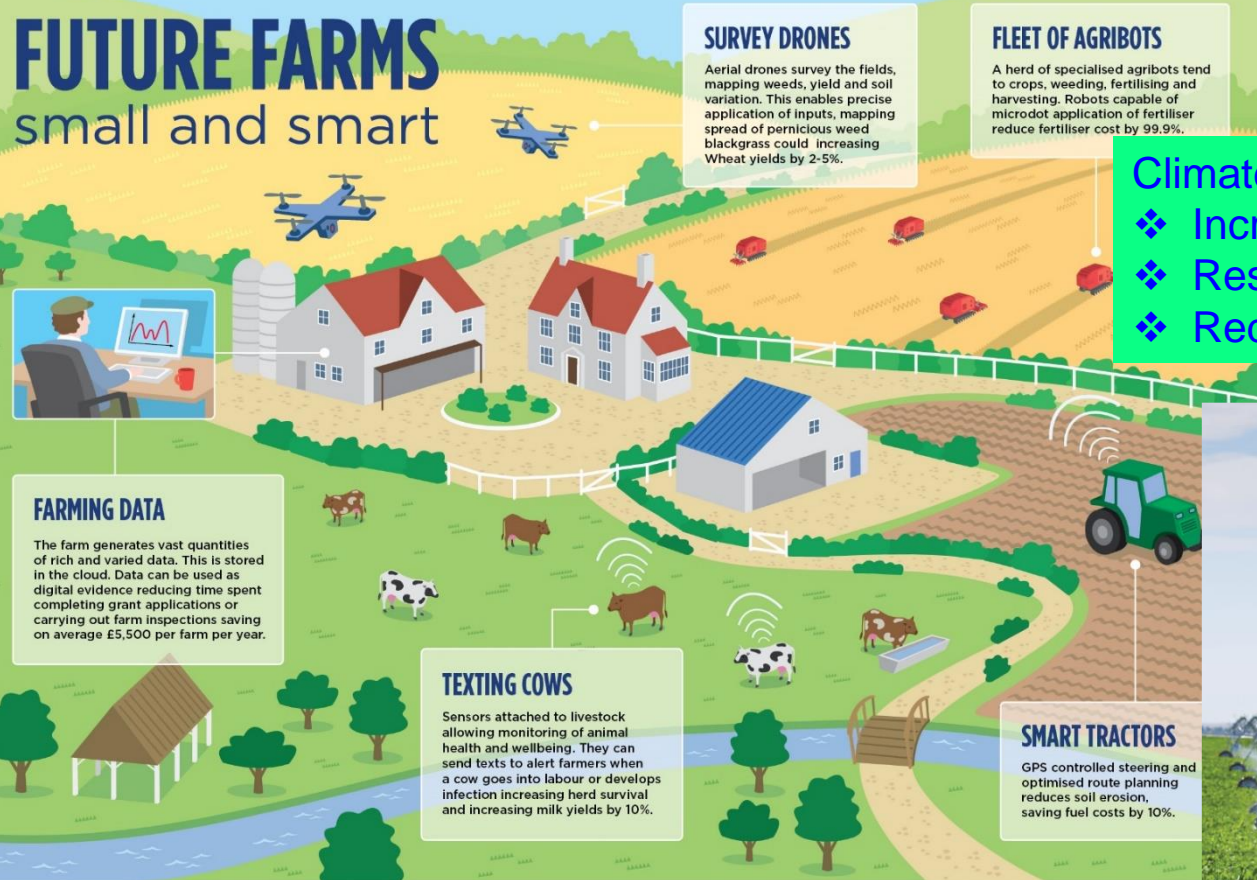 FUTURE FARMS
small and smart
SURVEY DRONES
Aerial drones survey the fields,
mapping weeds, yield and soil
variation. This enables precise
application of inputs, mapping
spread of pernicious weed
blackgrass could increasing
Wheat yields by 2-5%.
FLEET OF AGRIBOTS
A herd of specialised agribots tend
to crops, weeding, fertilising and
harvesting. Robots capable of
microdot application of fertiliser
reduce fertiliser cost by 99.9%.
FARMING DATA
The farm generates vast quantities
of rich and varied data. This is stored
in the cloud. Data can be used as
digital evidence reducing time spent
completing grant applications or
carrying out farm inspections saving
on average £5,500 per farm per year.
TEXTING COWS
Sensors attached to livestock
allowing monitoring of animal
health and wellbeing. They can
send texts to alert farmers when
a cow goes into labour or develops
infection increasing herd survival
and increasing milk yields by 10%.
SMART TRACTORS
GPS controlled steering and
optimised route planning
reduces soil erosion,
saving fuel costs by 10%.